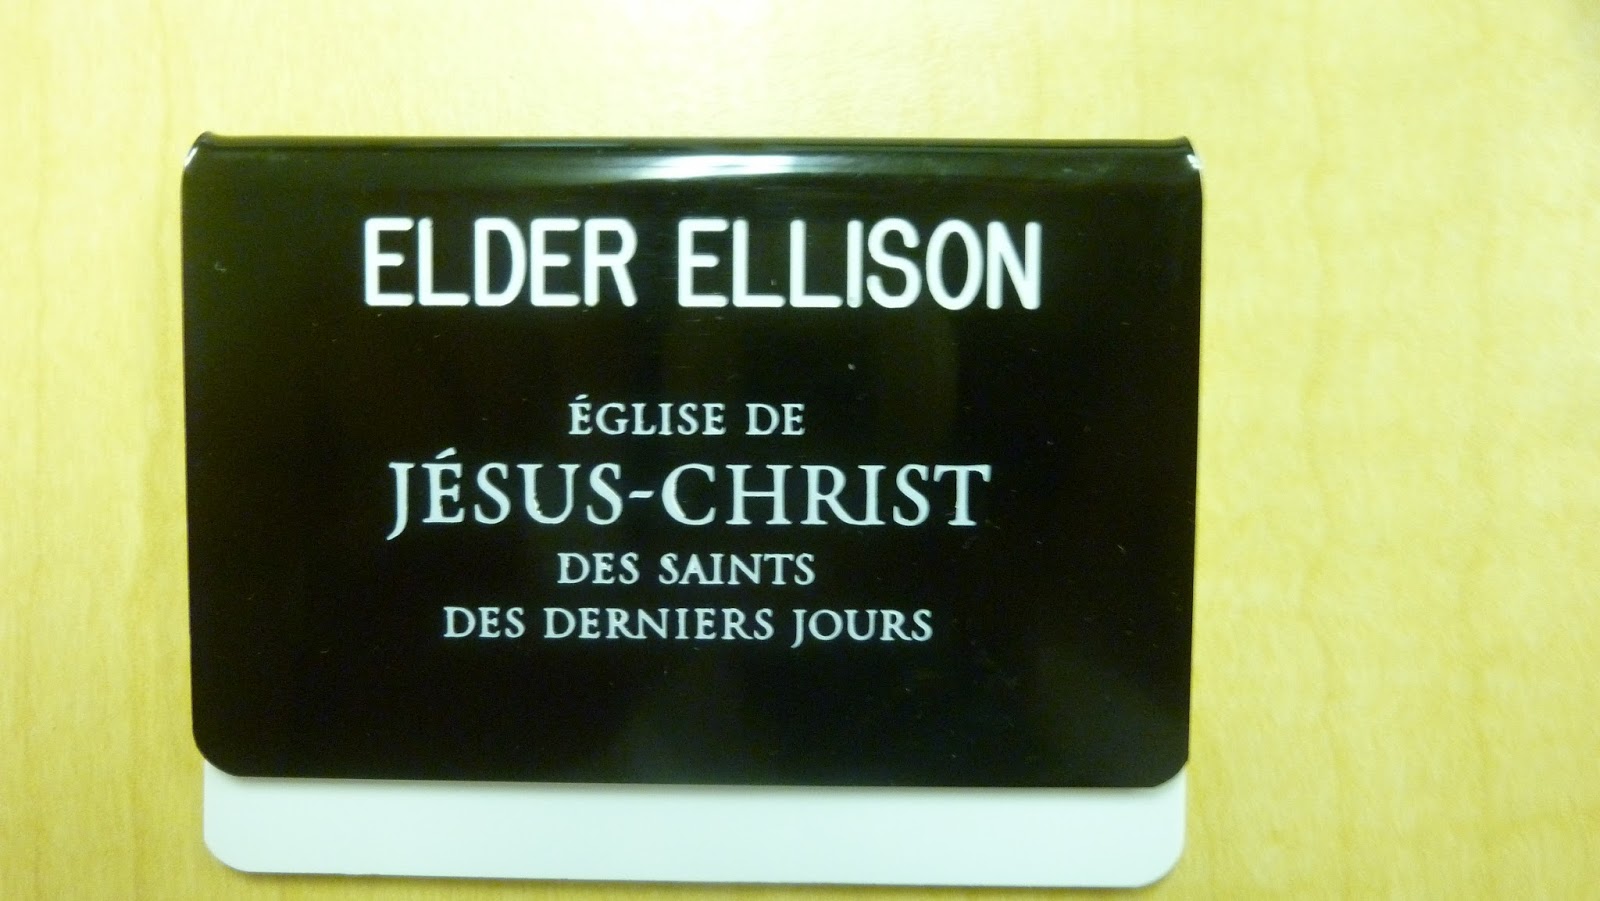 ELDER ELLISON
ÉGLISE DE
JÉSUS-CHRIST
DES SAINTS
DES DERNIERS JOURS